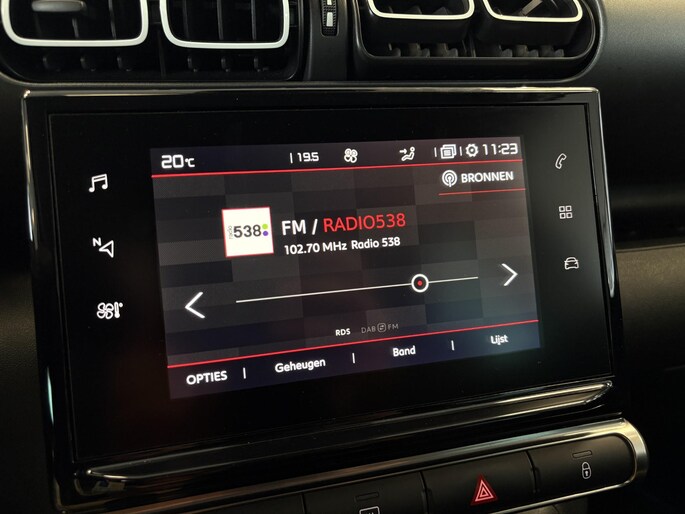 20°C | 19.5 | 11:23
N
BRONNEN
radio 538
FM / RADIO538
102.70 MHz Radio 538
RDS DAB FM
OPTIES | Geheugen | Band | Lijst